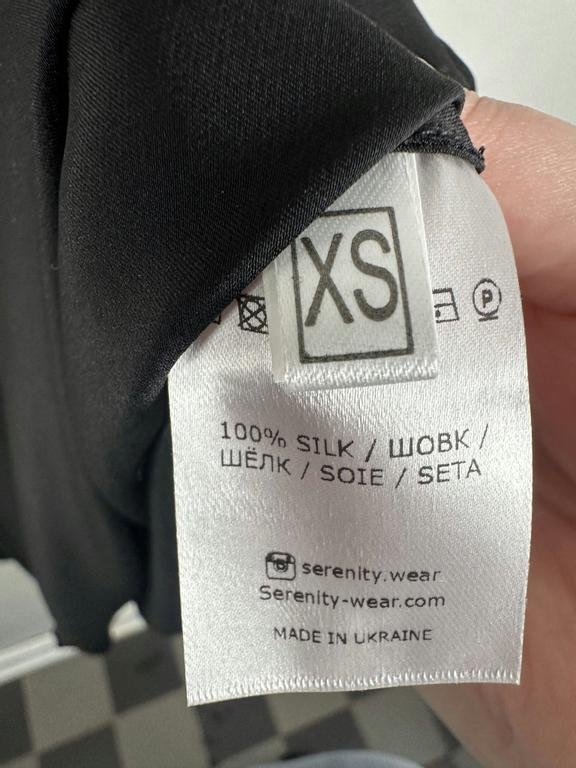 XS
P
100% SILK / ШОВК /
ШЁЛК / SOIE / SETA
serenity.wear
Serenity-wear.com
MADE IN UKRAINE